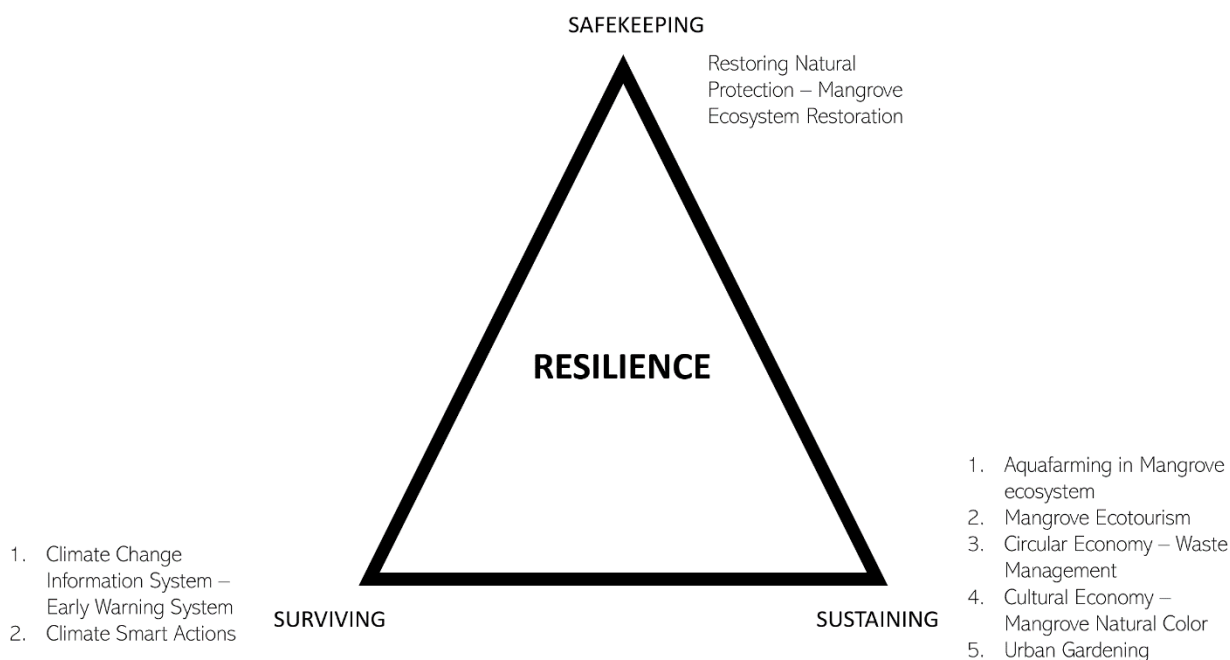 SAFEKEEPING
Restoring Natural
Protection – Mangrove
Ecosystem Restoration
RESILIENCE
1. Climate Change
Information System –
Early Warning System
2. Climate Smart Actions
SURVIVING
SUSTAINING
1. Aquafarming in Mangrove
ecosystem
2. Mangrove Ecotourism
3. Circular Economy – Waste
Management
4. Cultural Economy –
Mangrove Natural Color
5. Urban Gardening